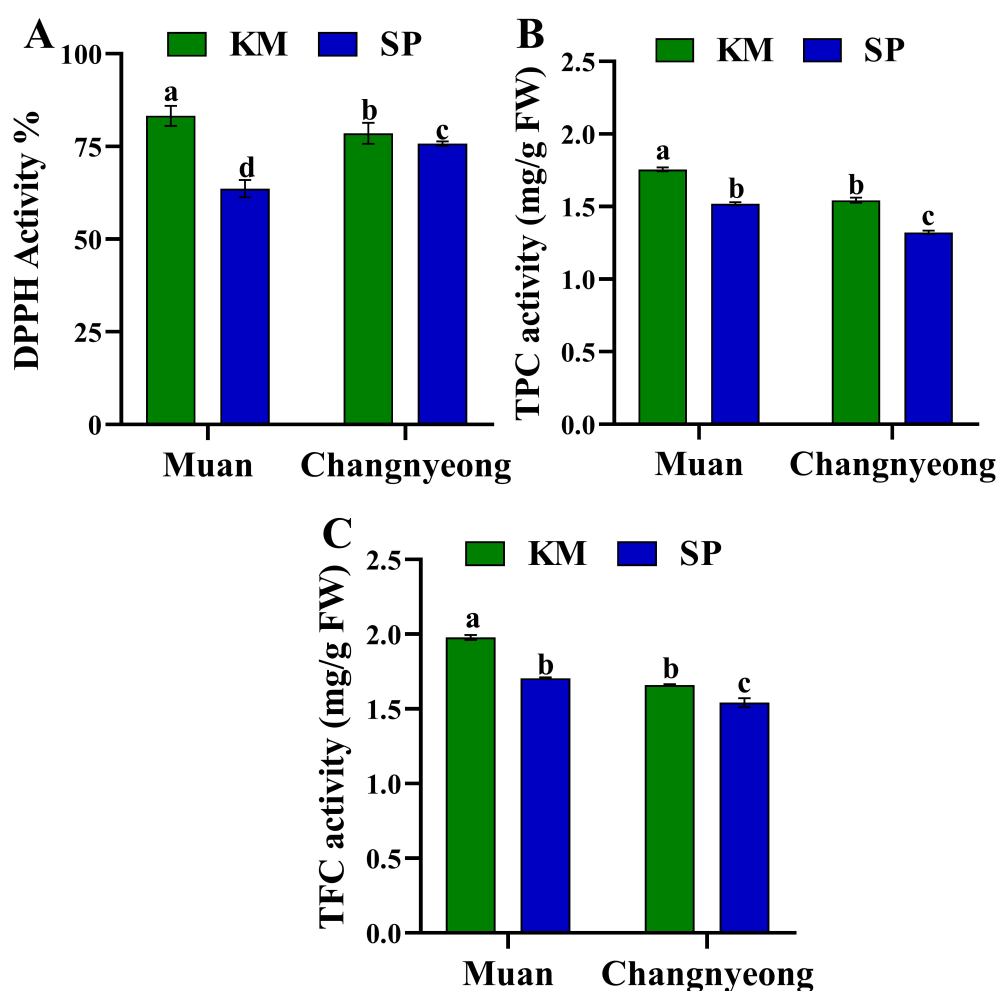 A
KM SP
DPPH Activity %
100
75
50
25
0
a
d
b
c
Muan Changnyeong
B
KM SP
TPC activity (mg/g FW)
2.5
2.0
1.5
1.0
0.5
0.0
a
b
b
c
Muan Changnyeong
C
KM SP
TFC activity (mg/g FW)
2.5
2.0
1.5
1.0
0.5
0.0
a
b
b
c
Muan Changnyeong